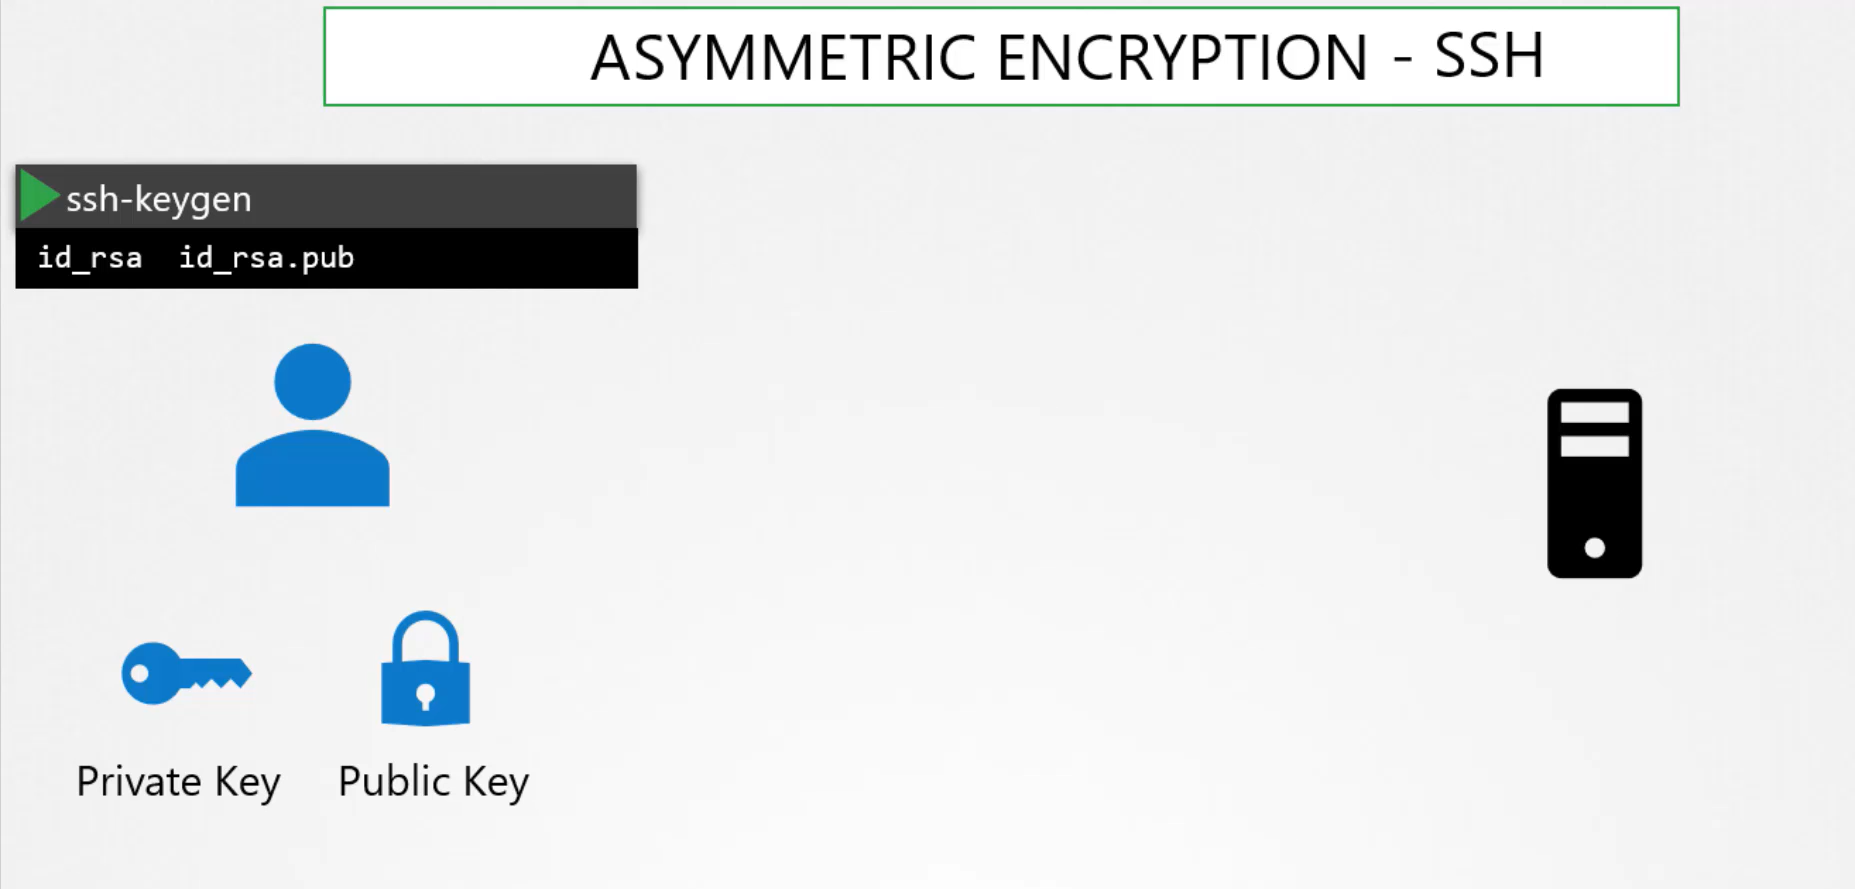 ASYMMETRIC ENCRYPTION - SSH
ssh-keygen
id_rsa id_rsa.pub
Private Key
Public Key